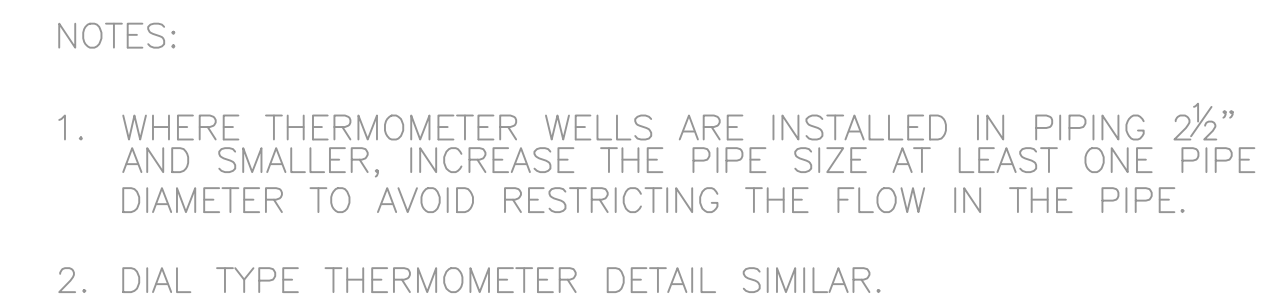 NOTES:
1. WHERE THERMOMETER WELLS ARE INSTALLED IN PIPING 2½”
AND SMALLER, INCREASE THE PIPE SIZE AT LEAST ONE PIPE
DIAMETER TO AVOID RESTRICTING THE FLOW IN THE PIPE.
2. DIAL TYPE THERMOMETER DETAIL SIMILAR.